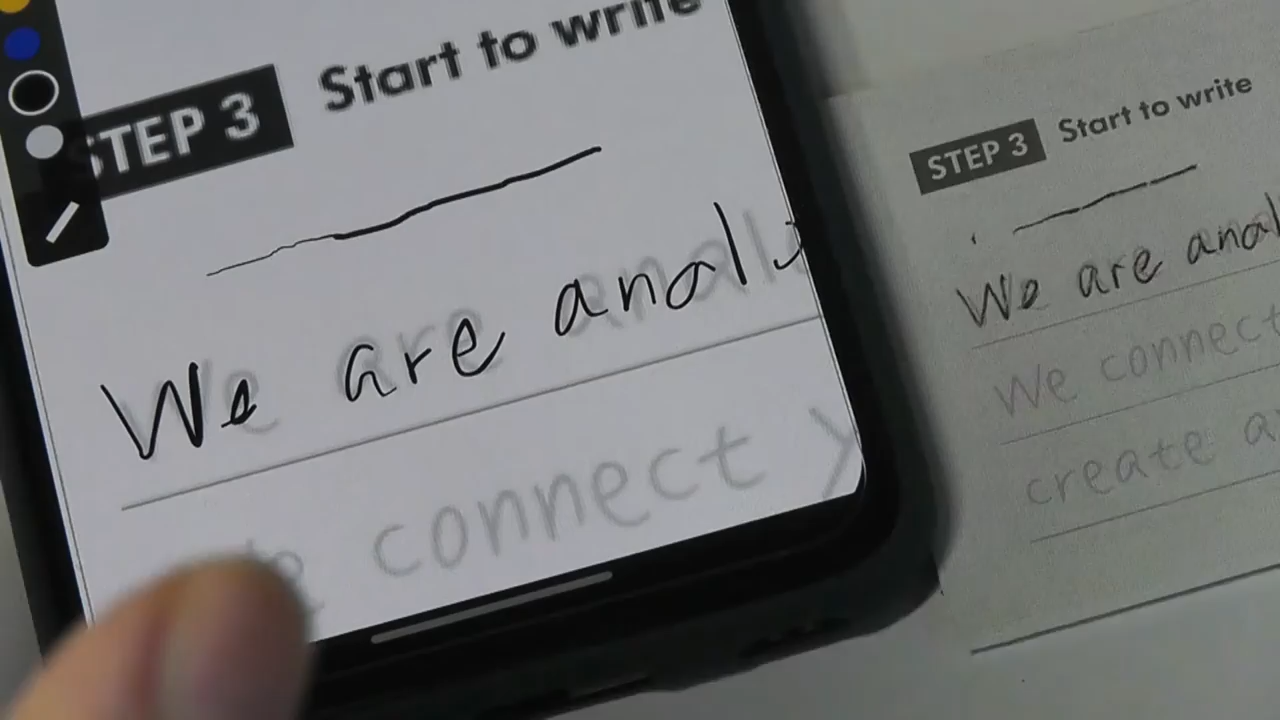 STEP 3 Start to write
We are anal
connect
STEP 3 Start to write
We are anal
We connect
create a